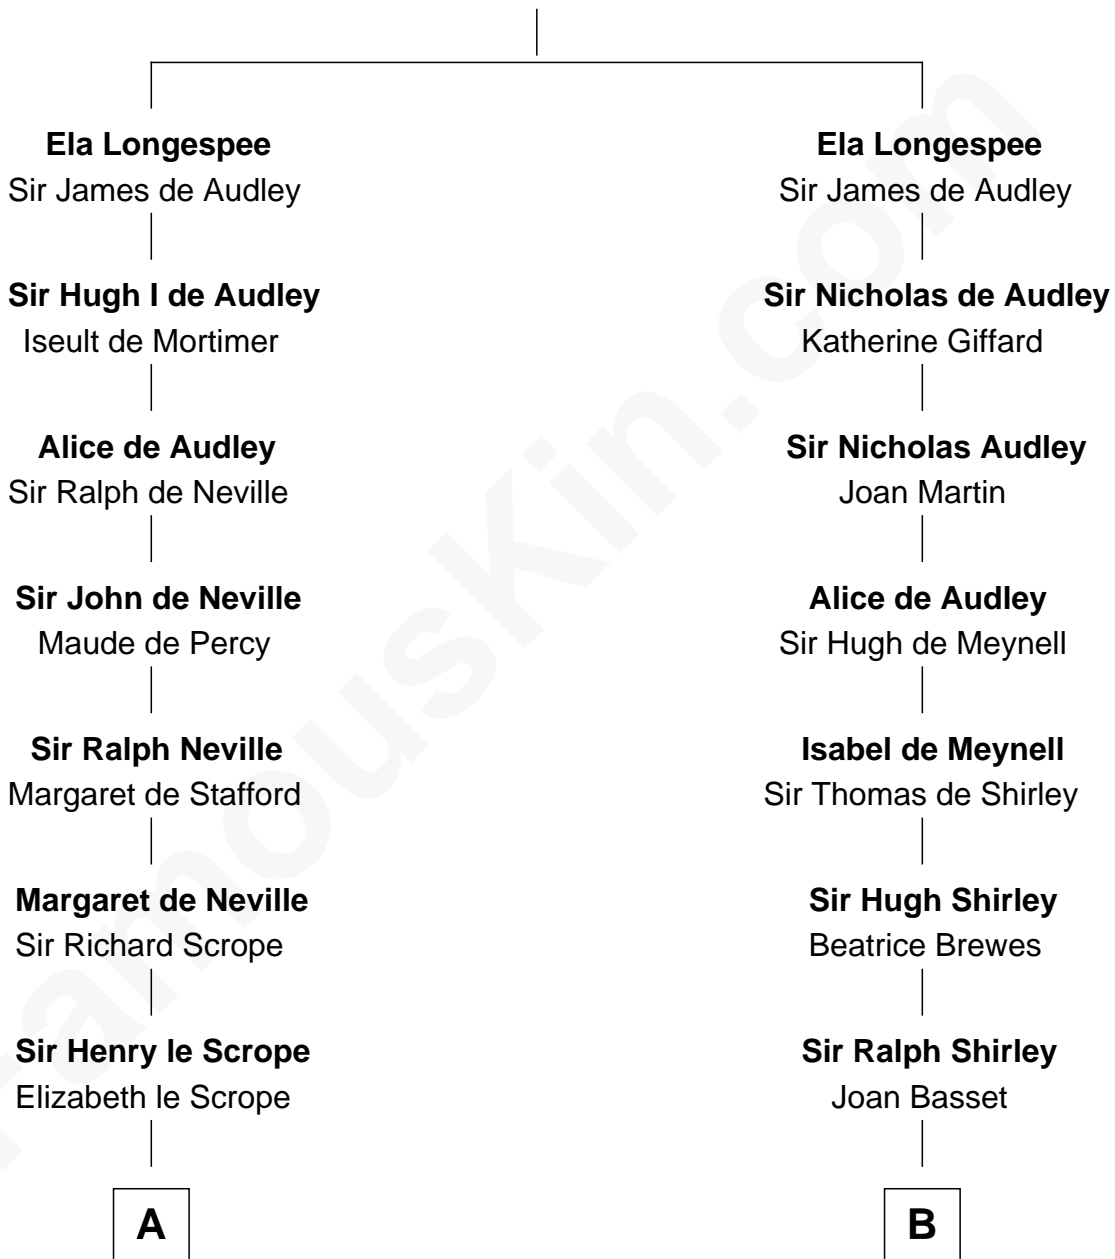 Ela Longespee
Sir James de Audley
Sir Hugh I de Audley
Iseult de Mortimer
Alice de Audley
Sir Ralph de Neville
Sir John de Neville
Maude de Percy
Sir Ralph Neville
Margaret de Stafford
Margaret de Neville
Sir Richard Scrope
Sir Henry le Scrope
Elizabeth le Scrope
A
Ela Longespee
Sir James de Audley
Sir Nicholas de Audley
Katherine Giffard
Sir Nicholas Audley
Joan Martin
Alice de Audley
Sir Hugh de Meynell
Isabel de Meynell
Sir Thomas de Shirley
Sir Hugh Shirley
Beatrice Brewes
Sir Ralph Shirley
Joan Basset
B
FamousKin.com